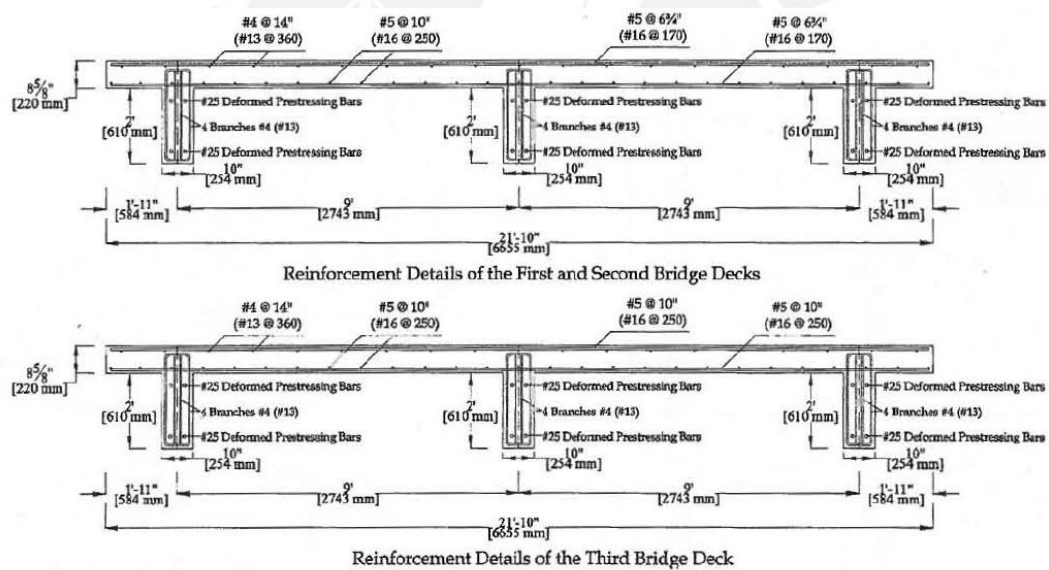 #4 @ 14" #5 @ 10" #5 @ 6¾" #5 @ 6¾"
(#13 @ 360) (#16 @ 250) (#16 @ 170) (#16 @ 170)
8⅝"
[220 mm]
2'
[610 mm]
#25 Deformed Prestressing Bars
4 Branches #4 (#13)
#25 Deformed Prestressing Bars
10"
[254 mm]
2'
[610 mm]
#25 Deformed Prestressing Bars
4 Branches #4 (#13)
#25 Deformed Prestressing Bars
10"
[254 mm]
2'
[610 mm]
#25 Deformed Prestressing Bars
4 Branches #4 (#13)
#25 Deformed Prestressing Bars
10"
[254 mm]
1'-11" 9' 9' 1'-11"
[584 mm] [2743 mm] [2743 mm] [584 mm]
21'-10"
[6655 mm]
Reinforcement Details of the First and Second Bridge Decks
#4 @ 14" #5 @ 10" #5 @ 10" #5 @ 10"
(#13 @ 360) (#16 @ 250) (#16 @ 250) (#16 @ 250)
8⅝"
[220 mm]
2'
[610 mm]
#25 Deformed Prestressing Bars
4 Branches #4 (#13)
#25 Deformed Prestressing Bars
10"
[254 mm]
2'
[610 mm]
#25 Deformed Prestressing Bars
4 Branches #4 (#13)
#25 Deformed Prestressing Bars
10"
[254 mm]
2'
[610 mm]
#25 Deformed Prestressing Bars
4 Branches #4 (#13)
#25 Deformed Prestressing Bars
10"
[254 mm]
1'-11" 9' 9' 1'-11"
[584 mm] [2743 mm] [2743 mm] [584 mm]
21'-10"
[6655 mm]
Reinforcement Details of the Third Bridge Deck